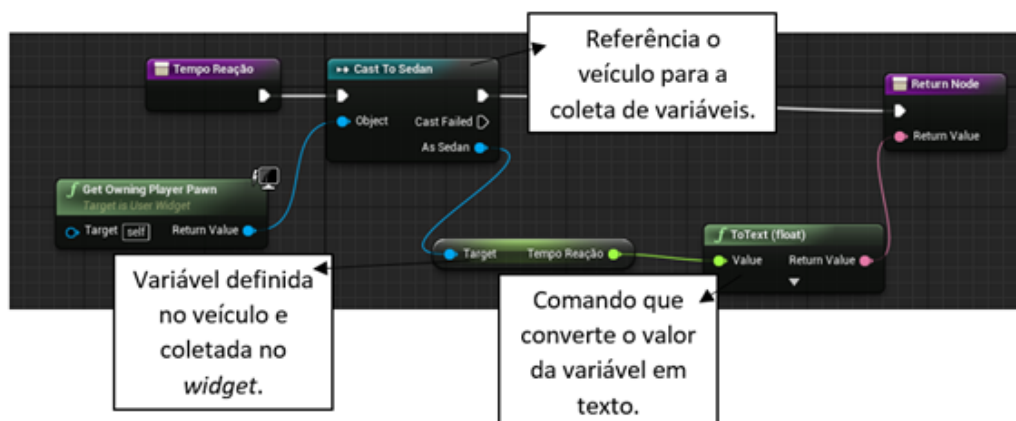 Referência o
veículo para a
coleta de variáveis.
Tempo Reação
Cast To Sedan
Object
Cast Failed
As Sedan
Return Node
Return Value
Get Owning Player Pawn
Target is User Widget
Target self Return Value
Target Tempo Reação
ToText (float)
Value Return Value
Variável definida
no veículo e
coletada no
widget.
Comando que
converte o valor
da variável em
texto.